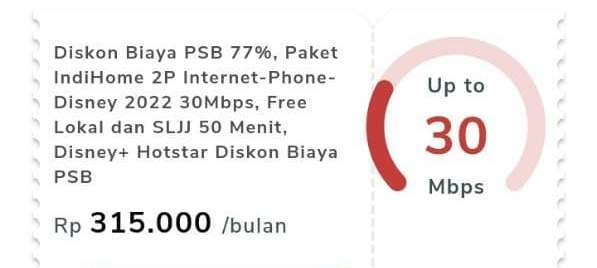 Diskon Biaya PSB 77%, Paket
IndiHome 2P Internet-Phone-
Disney 2022 30Mbps, Free
Lokal dan SLJJ 50 Menit,
Disney+ Hotstar Diskon Biaya
PSB
Rp 315.000 /bulan
Up to
30
Mbps